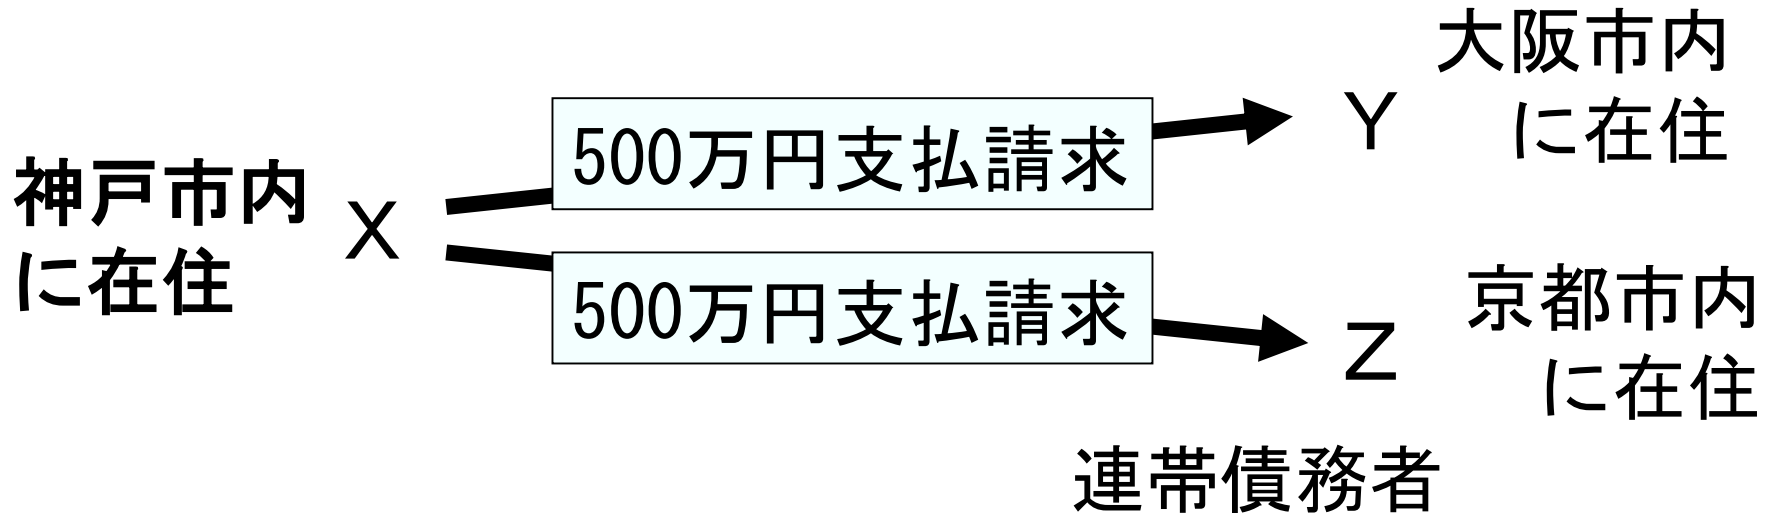 神戸市内
に在住
X
500万円支払請求
Y
大阪市内
に在住
500万円支払請求
Z
京都市内
に在住
連帯債務者